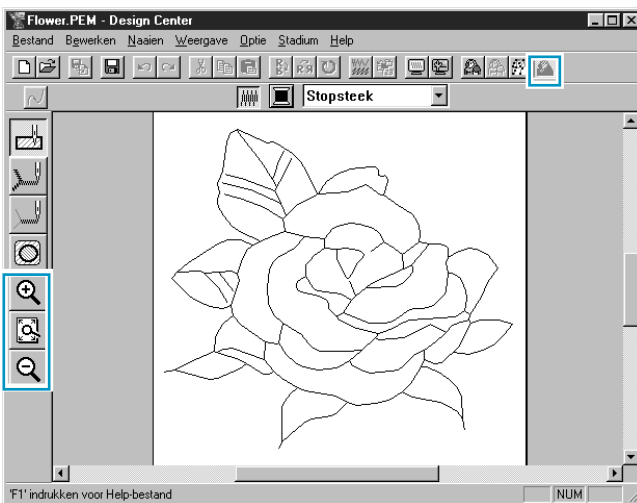 Flower.PEM - Design Center
Bestand Bewerken Naaien Weergave Optie Stadium Help
Stopsteek
'F1' indrukken voor Help-bestand NUM